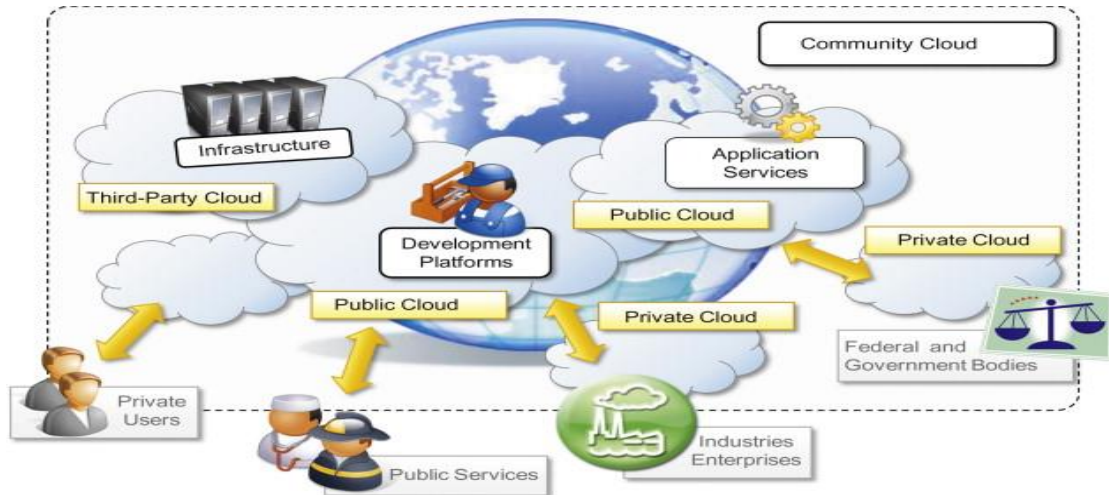 Community Cloud
Infrastructure
Application
Services
Third-Party Cloud
Public Cloud
Development
Platforms
Private Cloud
Public Cloud
Private Cloud
Federal and
Government Bodies
Private
Users
Industries
Enterprises
Public Services